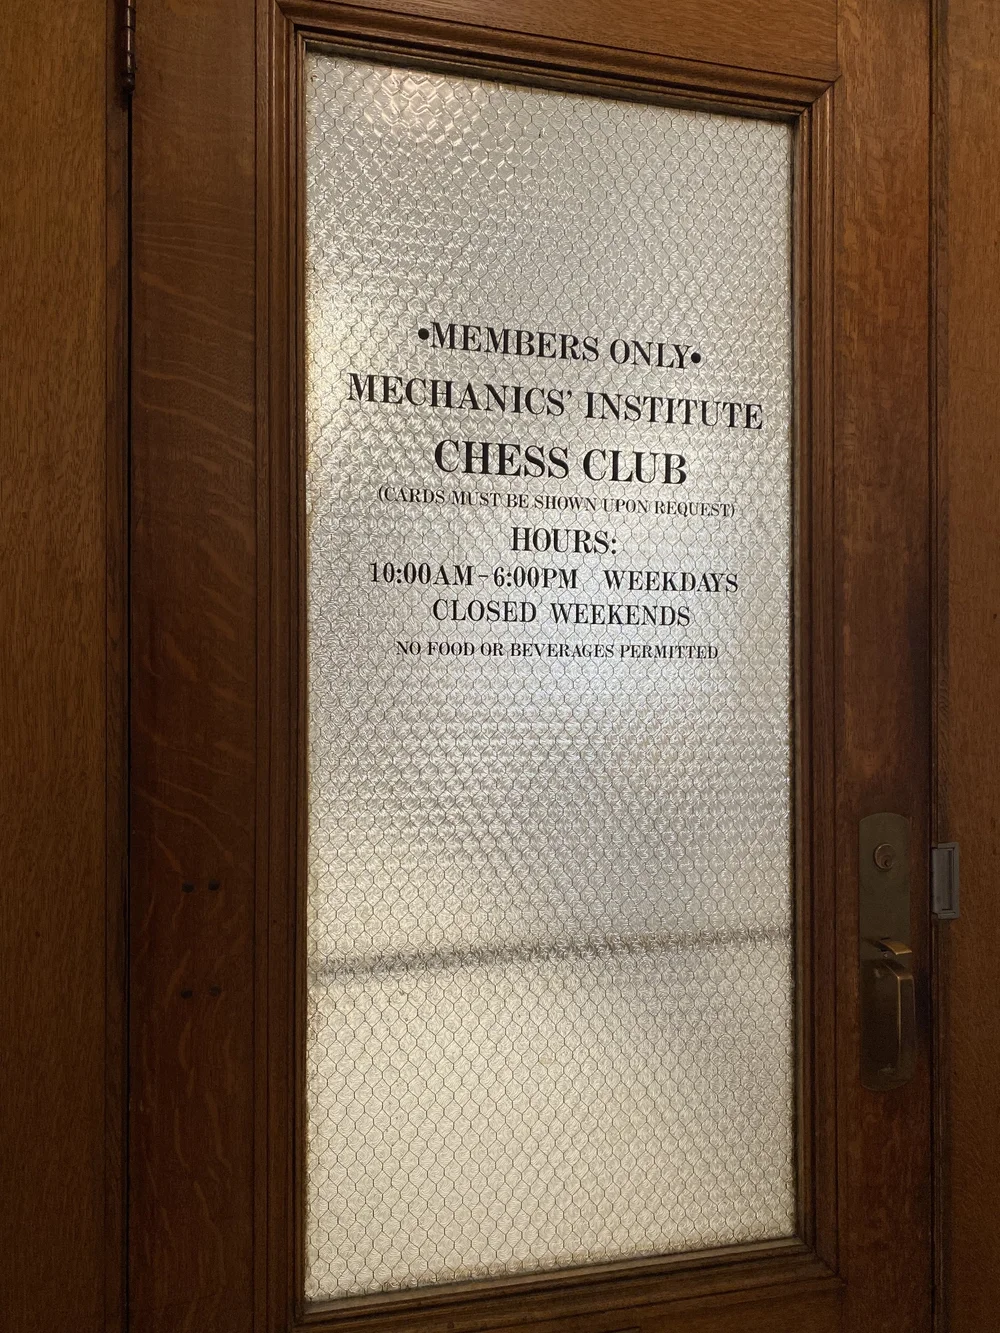 •MEMBERS ONLY•
MECHANICS' INSTITUTE
CHESS CLUB
(CARDS MUST BE SHOWN UPON REQUEST)
HOURS:
10:00AM-6:00PM WEEKDAYS
CLOSED WEEKENDS
NO FOOD OR BEVERAGES PERMITTED